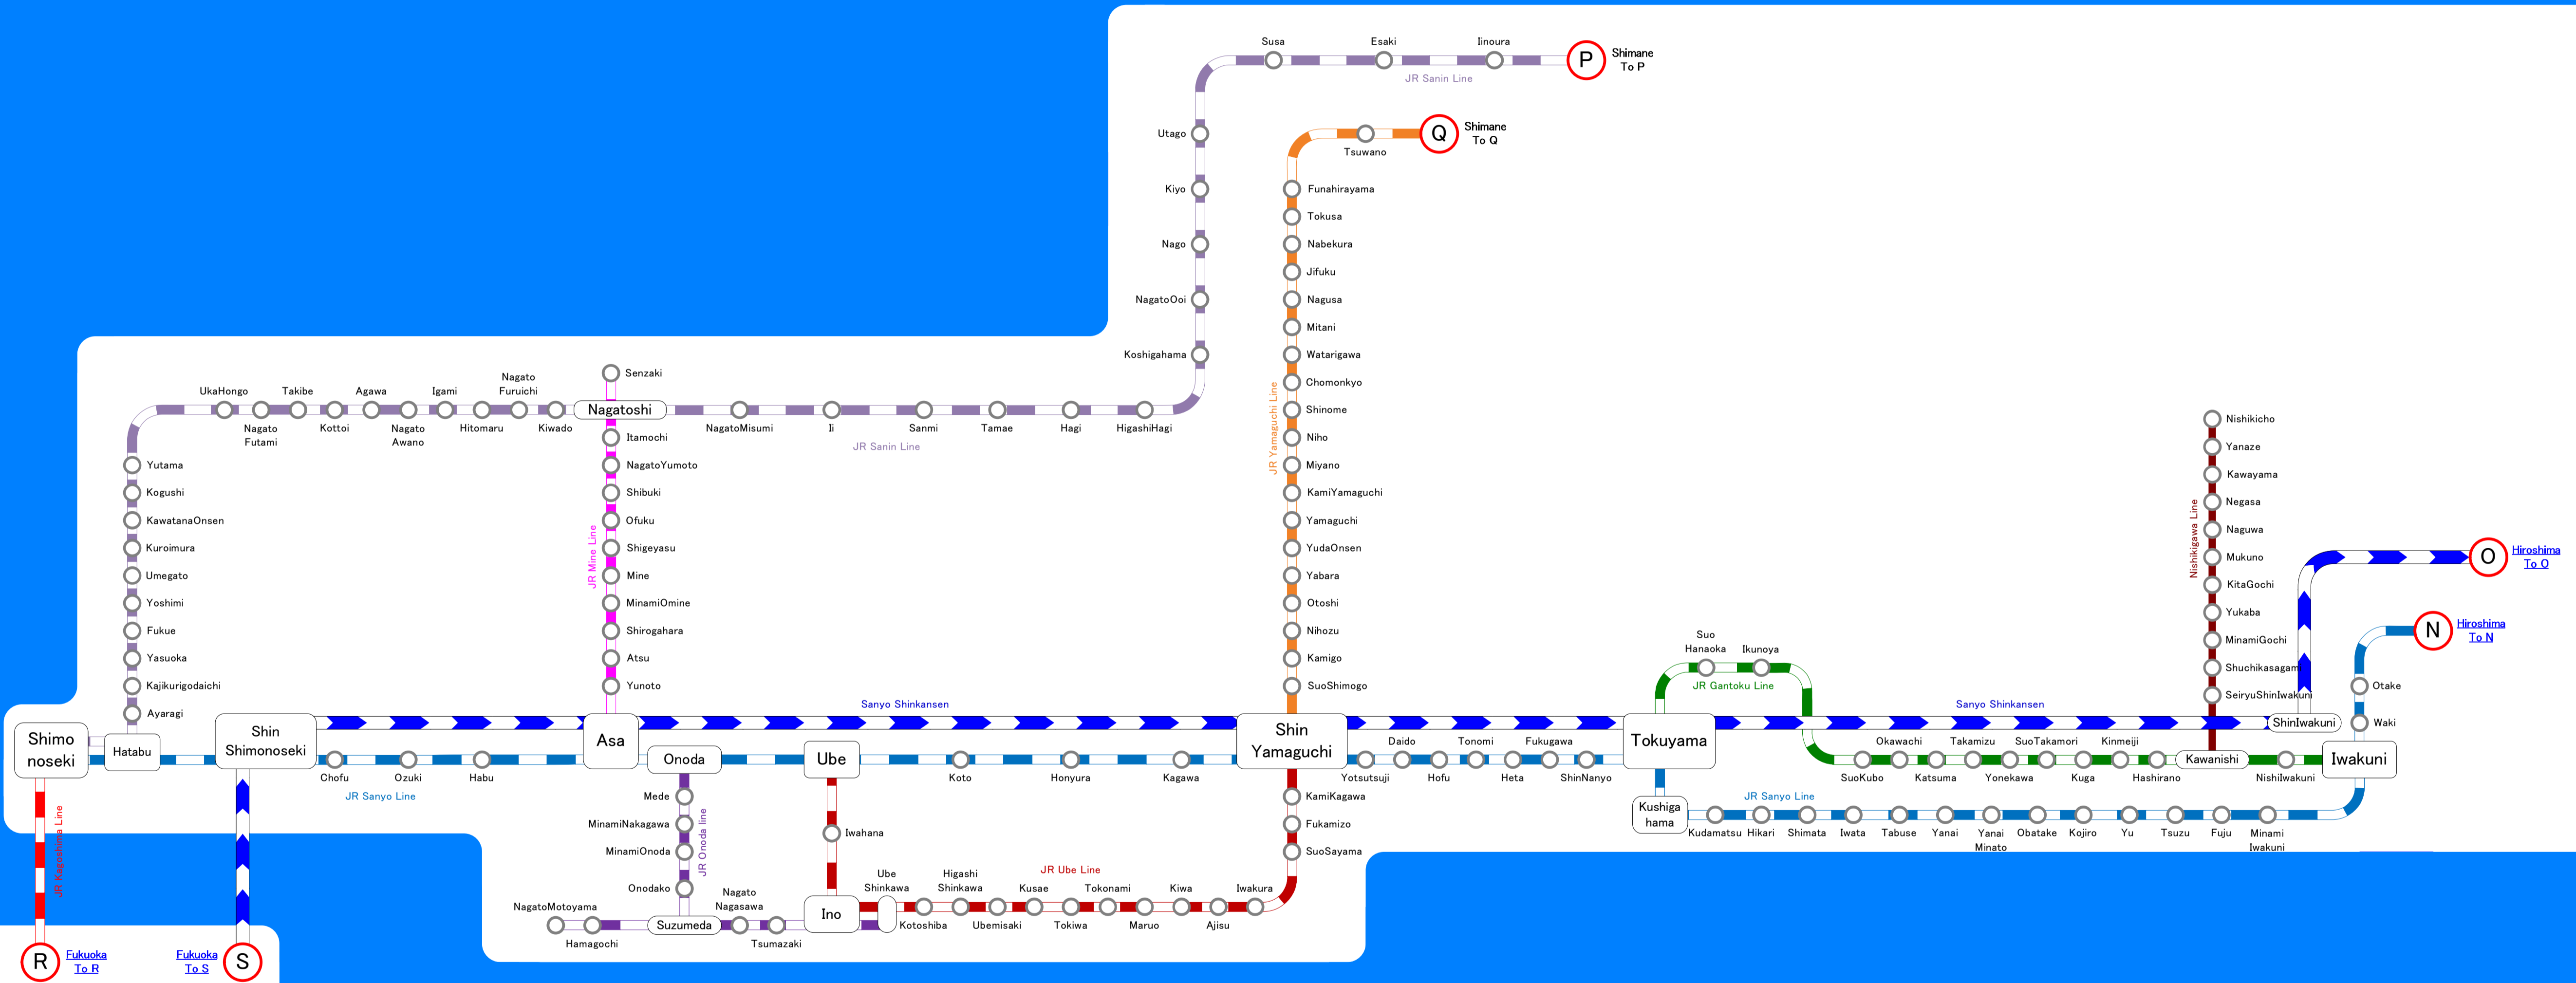 Susa
Esaki
Iinoura
P
Shimane
To P
JR Sanin Line
Utago
Q
Shimane
To Q
Tsuwano
Kiyo
Funahirayama
Tokusa
Nago
Nabekura
Jifuku
NagatoOoi
Nagusa
Mitani
Koshigahama
Watarigawa
Chomonkyo
JR Yamaguchi Line
Shinome
Niho
Miyano
KamiYamaguchi
Yamaguchi
YudaOnsen
Yabara
Otoshi
Nihozu
Kamigo
SuoShimogo
UkaHongo
Nagato
Futami
Takibe
Kottoi
Agawa
Nagato
Awano
Igami
Hitomaru
Nagato
Furuichi
Kiwado
Senzaki
Nagatoshi
NagatoMisumi
Ii
Sanmi
Tamae
Hagi
HigashiHagi
JR Sanin Line
Yutama
Kogushi
KawatanaOnsen
Kuroimura
Umegato
Yoshimi
Fukue
Yasuoka
Kajikurigodaichi
Ayaragi
Itamochi
NagatoYumoto
Shibuki
Ofuku
Shigeyasu
Mine
MinamiOmine
Shirogahara
Atsu
Yunoto
JR Mine Line
Nishikicho
Yanaze
Kawayama
Negasa
Naguwa
Mukuno
KitaGochi
Yukaba
MinamiGochi
Shuchikasagami
SeiryuShinIwakuni
Nishikigawa Line
O
Hiroshima
To O
N
Hiroshima
To N
Otake
Waki
Suo
Hanaoka
Ikunoya
JR Gantoku Line
Sanyo Shinkansen
Sanyo Shinkansen
Shimo
noseki
Hatabu
Shin
Shimonoseki
Asa
Onoda
Ube
Shin
Yamaguchi
Tokuyama
ShinIwakuni
Kawanishi
Iwakuni
Chofu
Ozuki
Habu
JR Sanyo Line
Koto
Honyura
Kagawa
Yotsutsuji
Daido
Hofu
Tonomi
Heta
Fukugawa
ShinNanyo
SuoKubo
Okawachi
Katsuma
Takamizu
Yonekawa
SuoTakamori
Kuga
Kinmeiji
Hashirano
NishiIwakuni
JR Sanyo Line
Kushiga
hama
Kudamatsu
Hikari
Shimata
Iwata
Tabuse
Yanai
Yanai
Minato
Obatake
Kojiro
Yu
Tsuzu
Fuju
Minami
Iwakuni
JR Kagoshima Line
Mede
MinamiNakagawa
MinamiOnoda
Onodako
JR Onoda line
Iwahana
KamiKagawa
Fukamizo
SuoSayama
JR Ube Line
NagatoMotoyama
Hamagochi
Suzumeda
Nagato
Nagasawa
Tsumazaki
Ino
Ube
Shinkawa
Kotoshiba
Higashi
Shinkawa
Ubemisaki
Kusae
Tokiwa
Tokonami
Maruo
Kiwa
Ajisu
Iwakura
R
Fukuoka
To R
Fukuoka
To S
S